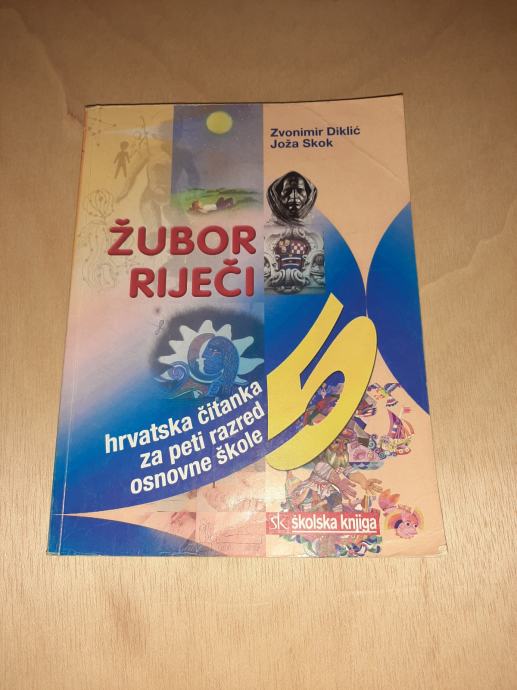 Zvonimir Diklić
Joža Skok
ŽUBOR
RIJEČI
5
hrvatska čitanka
za peti razred
osnovne škole
sk školska knjiga